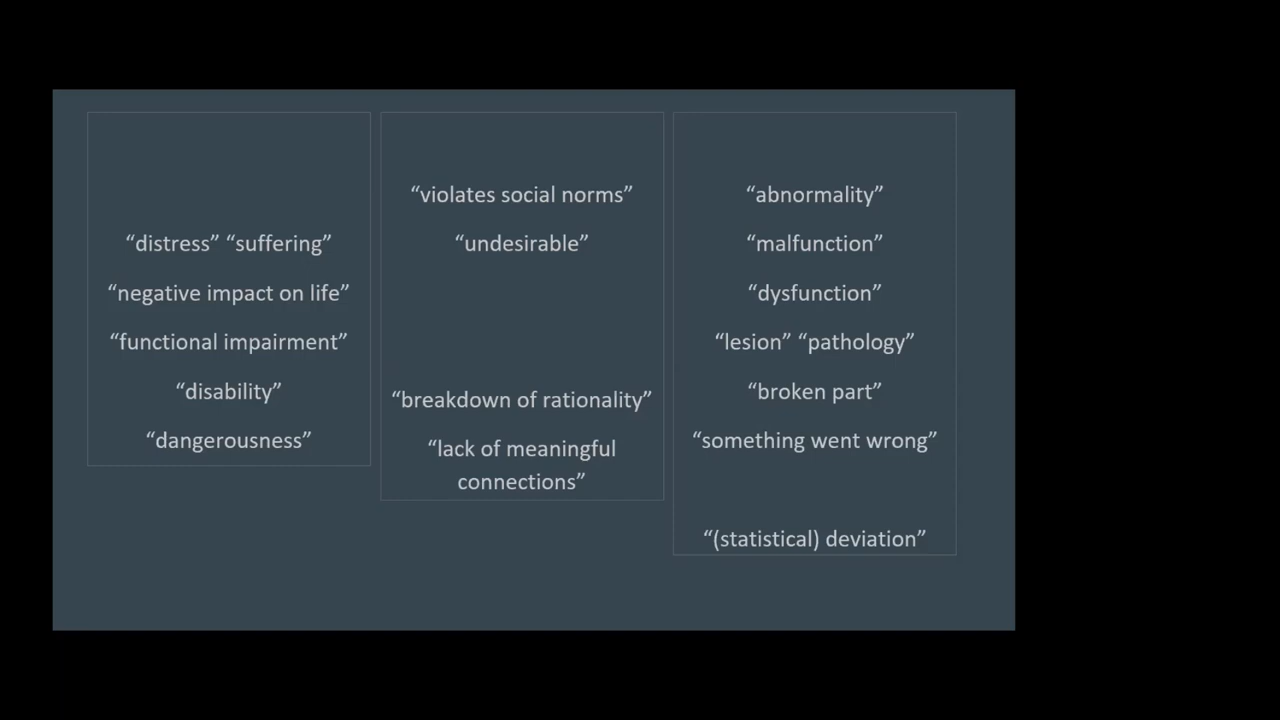 “distress” “suffering”
“negative impact on life”
“functional impairment”
“disability”
“dangerousness”
“violates social norms”
“undesirable”
“breakdown of rationality”
“lack of meaningful
connections”
“abnormality”
“malfunction”
“dysfunction”
“lesion” “pathology”
“broken part”
“something went wrong”
“(statistical) deviation”